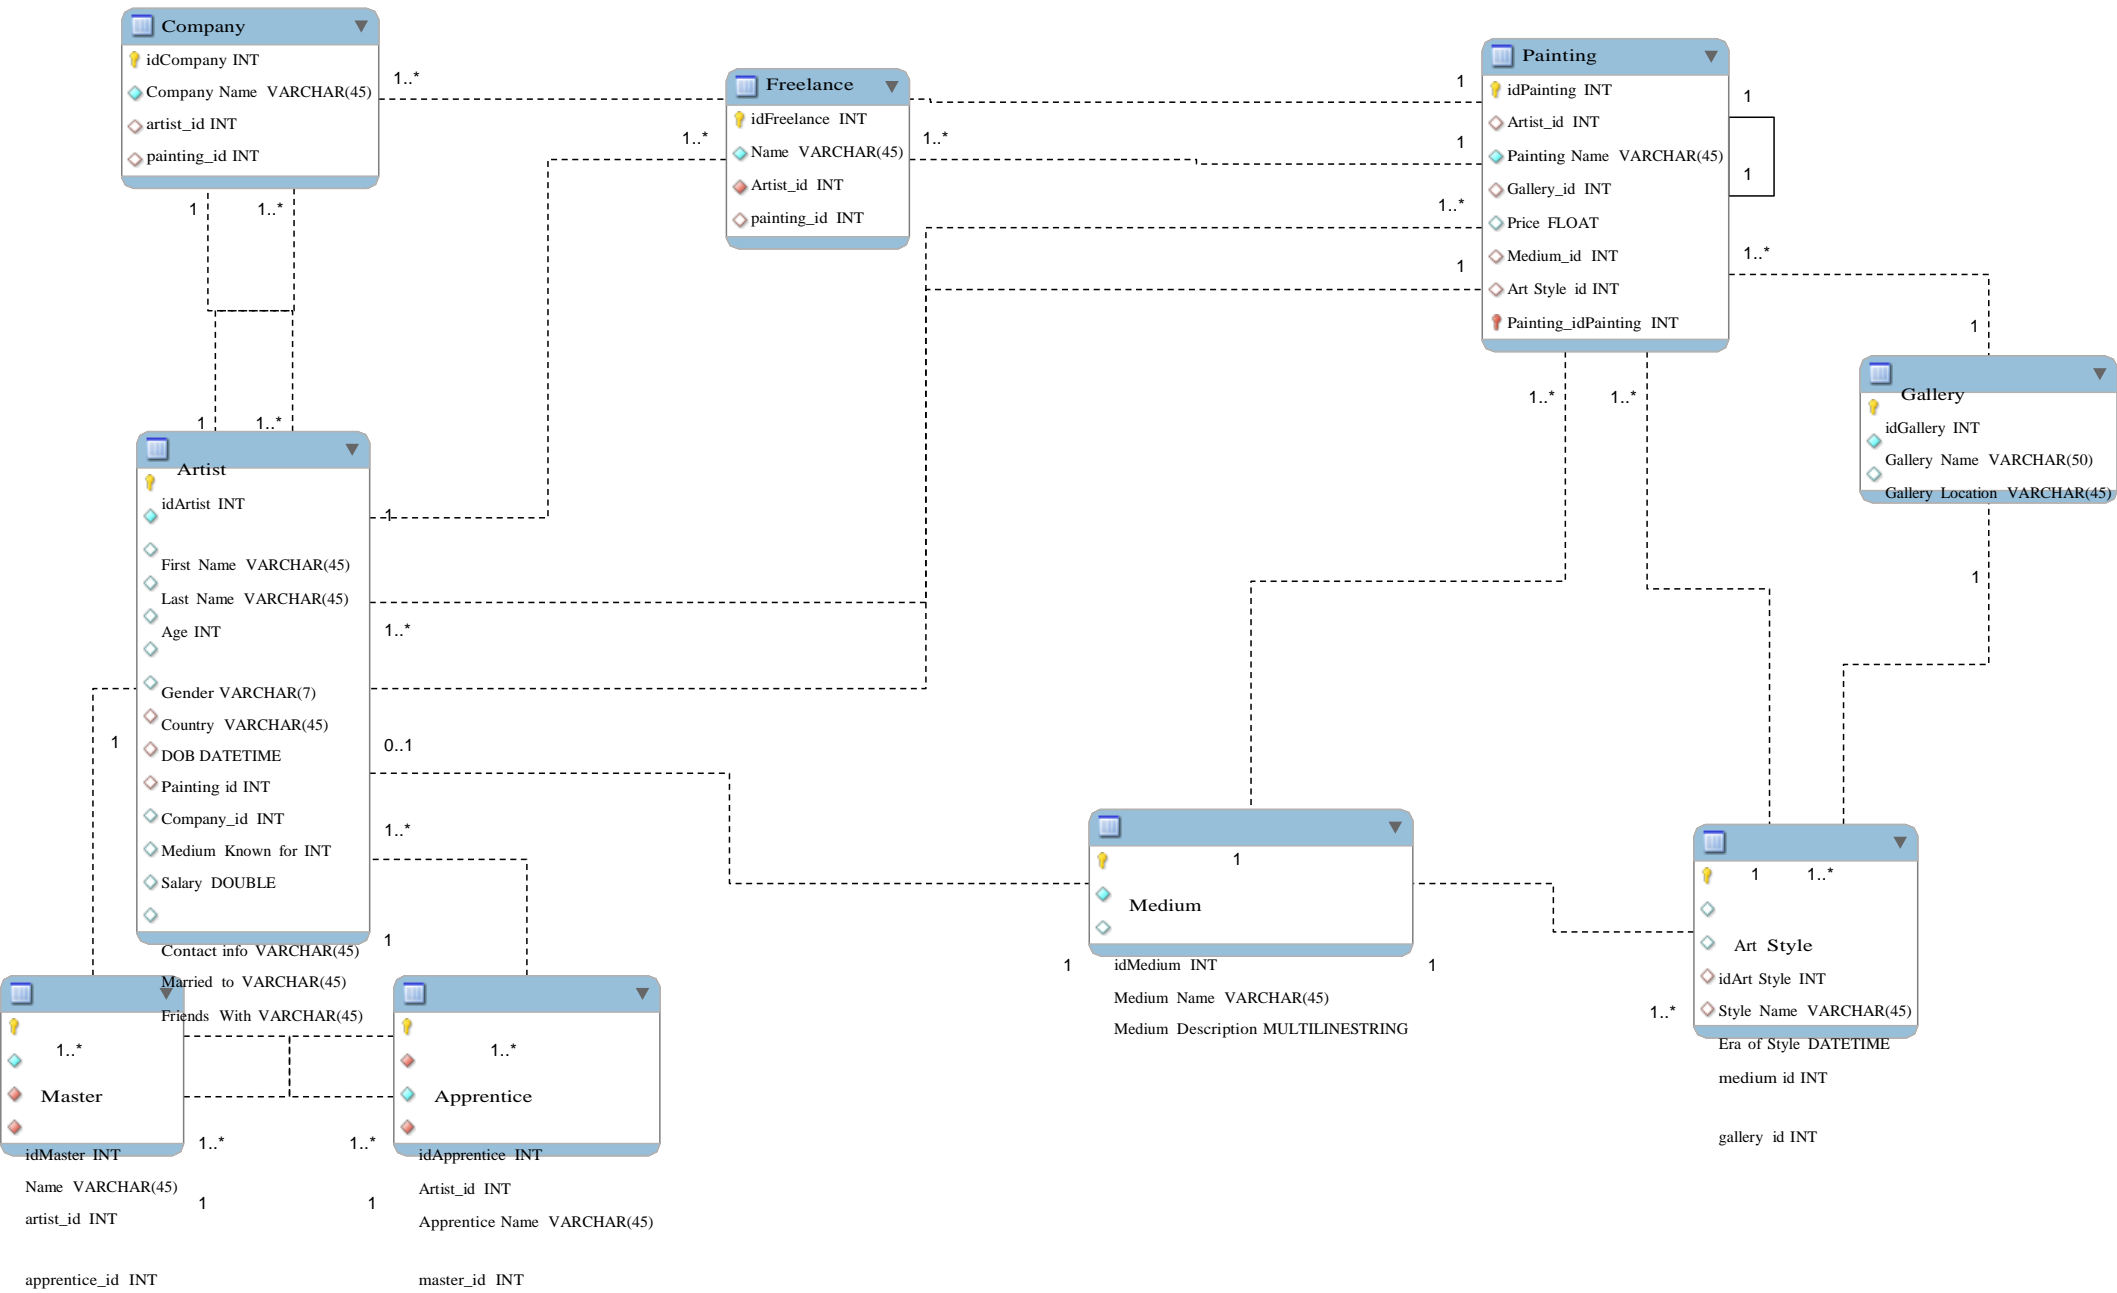 Company
idCompany INT
Company Name VARCHAR(45)
artist_id INT
painting_id INT
1..*
1
1..*
Freelance
idFreelance INT
Name VARCHAR(45)
Artist_id INT
painting_id INT
1..*
1..*
Painting
idPainting INT
Artist_id INT
Painting Name VARCHAR(45)
Gallery_id INT
Price FLOAT
Medium_id INT
Art Style id INT
Painting_idPainting INT
1
1
1..*
1
1
1
1..*
1..*
1..*
1
Gallery
idGallery INT
Gallery Name VARCHAR(50)
Gallery Location VARCHAR(45)
1
1
1..*
Artist
idArtist INT
First Name VARCHAR(45)
Last Name VARCHAR(45)
Age INT
Gender VARCHAR(7)
Country VARCHAR(45)
DOB DATETIME
Painting id INT
Company_id INT
Medium Known for INT
Salary DOUBLE
Contact info VARCHAR(45)
Married to VARCHAR(45)
Friends With VARCHAR(45)
1
1..*
0..1
1..*
1
1
1
Medium
idMedium INT
Medium Name VARCHAR(45)
Medium Description MULTILINESTRING
1
1
1
1..*
Art Style
idArt Style INT
Style Name VARCHAR(45)
Era of Style DATETIME
medium id INT
gallery id INT
1..*
1..*
Master
idMaster INT
Name VARCHAR(45)
artist_id INT
apprentice_id INT
1..*
1
1..*
1
1..*
Apprentice
idApprentice INT
Artist_id INT
Apprentice Name VARCHAR(45)
master_id INT